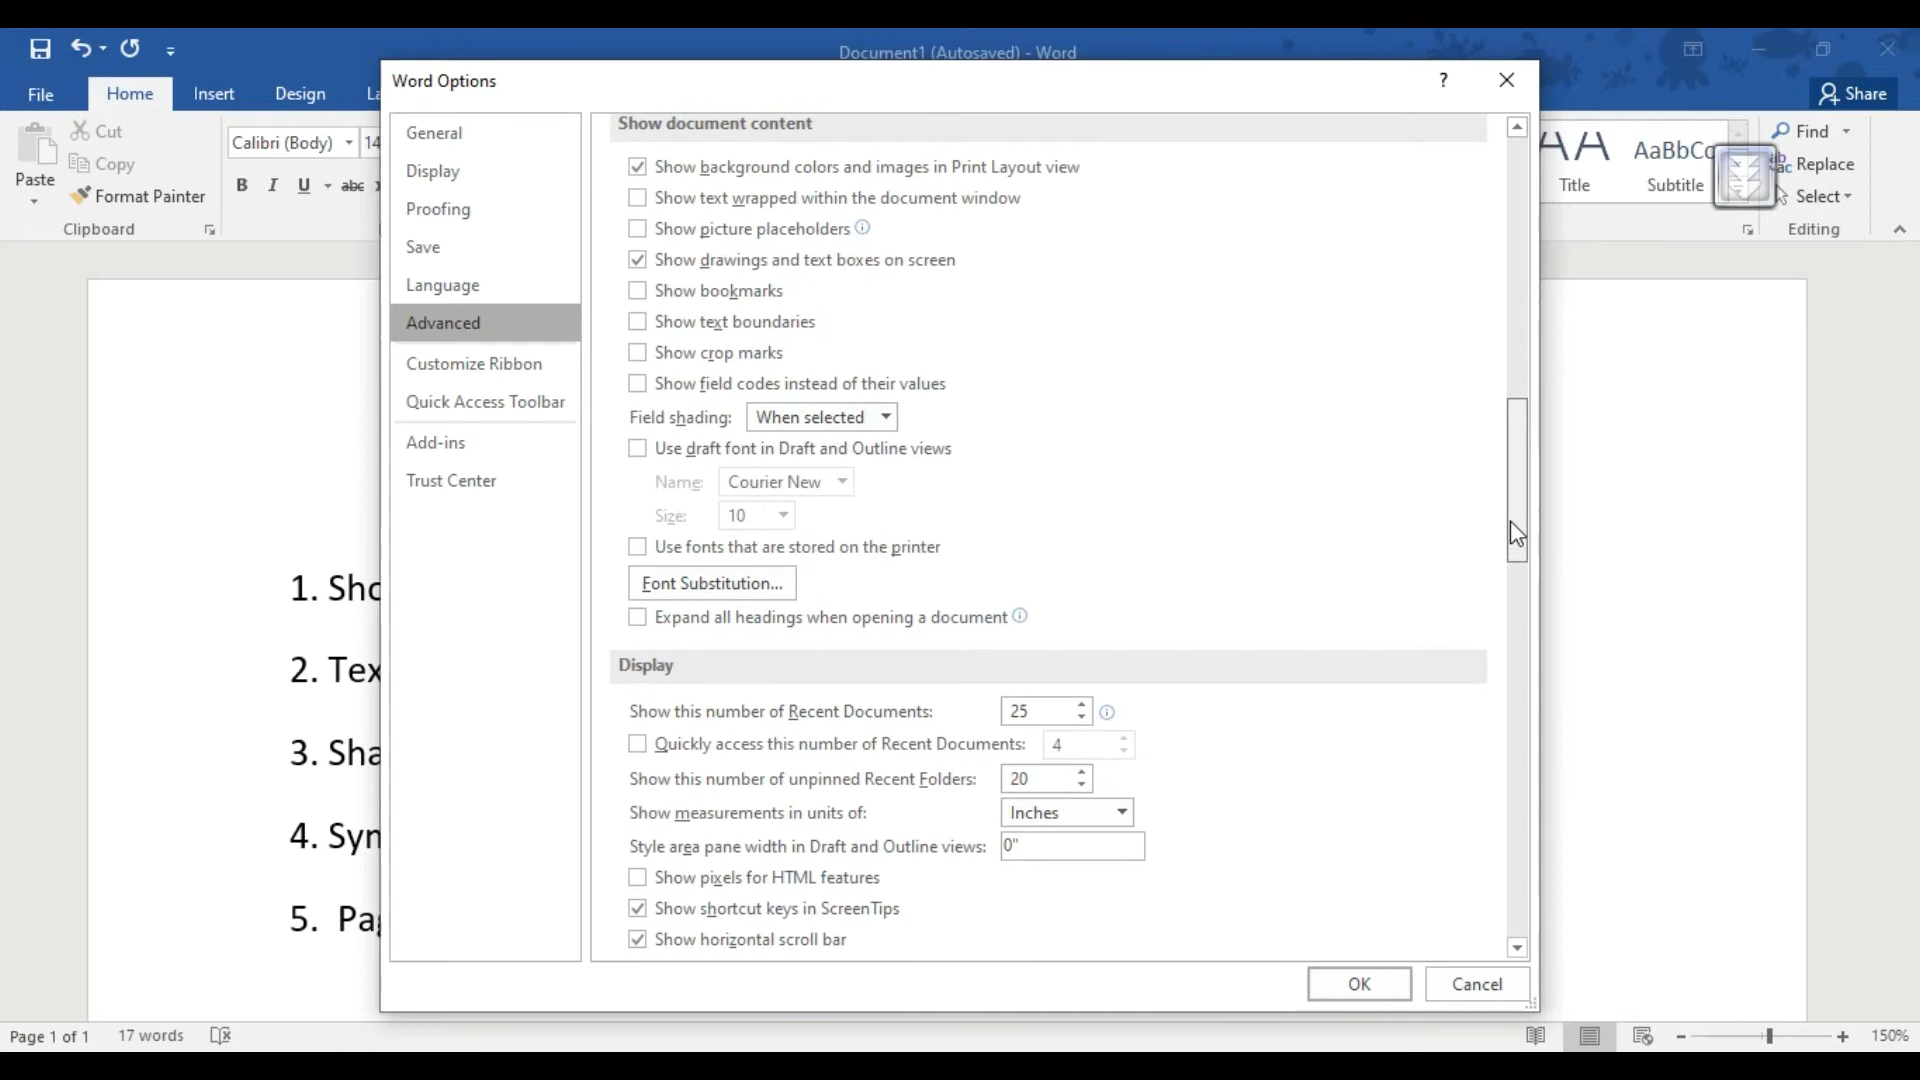 Document1 (Autosaved) - Word
File
Home
Insert
Design
Share
Cut
Copy
Paste
Format Painter
Clipboard
Calibri (Body)
14
B I U abc
Title
AaBbCc
Subtitle
Find
Replace
Select
Editing
Word Options
?
General
Display
Proofing
Save
Language
Advanced
Customize Ribbon
Quick Access Toolbar
Add-ins
Trust Center
Show document content
Show background colors and images in Print Layout view
Show text wrapped within the document window
Show picture placeholders
Show drawings and text boxes on screen
Show bookmarks
Show text boundaries
Show crop marks
Show field codes instead of their values
Field shading: When selected
Use draft font in Draft and Outline views
Name: Courier New
Size: 10
Use fonts that are stored on the printer
Font Substitution...
Expand all headings when opening a document
Display
Show this number of Recent Documents: 25
Quickly access this number of Recent Documents: 4
Show this number of unpinned Recent Folders: 20
Show measurements in units of: Inches
Style area pane width in Draft and Outline views: 0"
Show pixels for HTML features
Show shortcut keys in ScreenTips
Show horizontal scroll bar
OK
Cancel
1. Sho
2. Tex
3. Sha
4. Syn
5. Pag
Page 1 of 1
17 words
150%